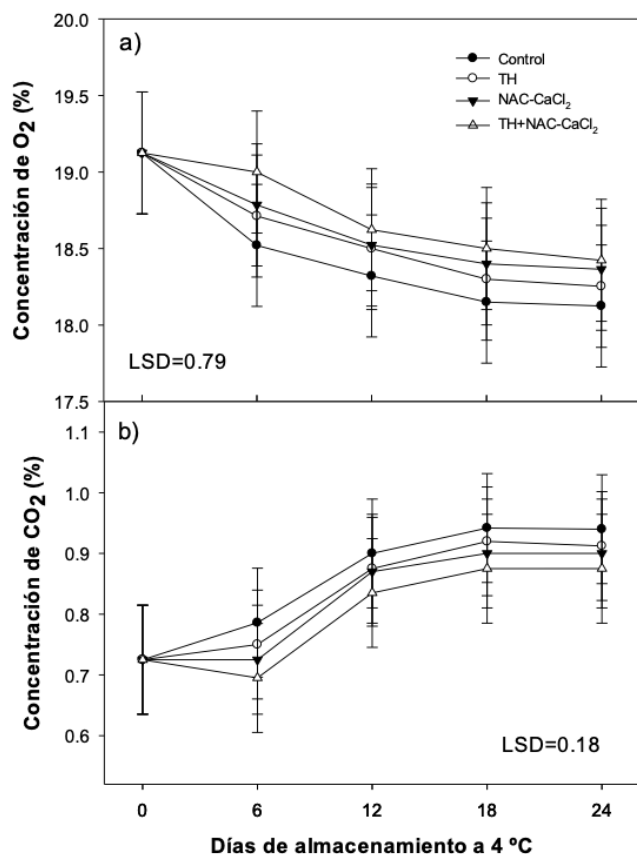 20.0
a)
Control
TH
NAC-CaCl₂
TH+NAC-CaCl₂
19.5
19.0
18.5
18.0
17.5
Concentración de O₂ (%)
LSD=0.79
b)
1.1
1.0
0.9
0.8
0.7
0.6
Concentración de CO₂ (%)
LSD=0.18
0 6 12 18 24
Días de almacenamiento a 4 ºC